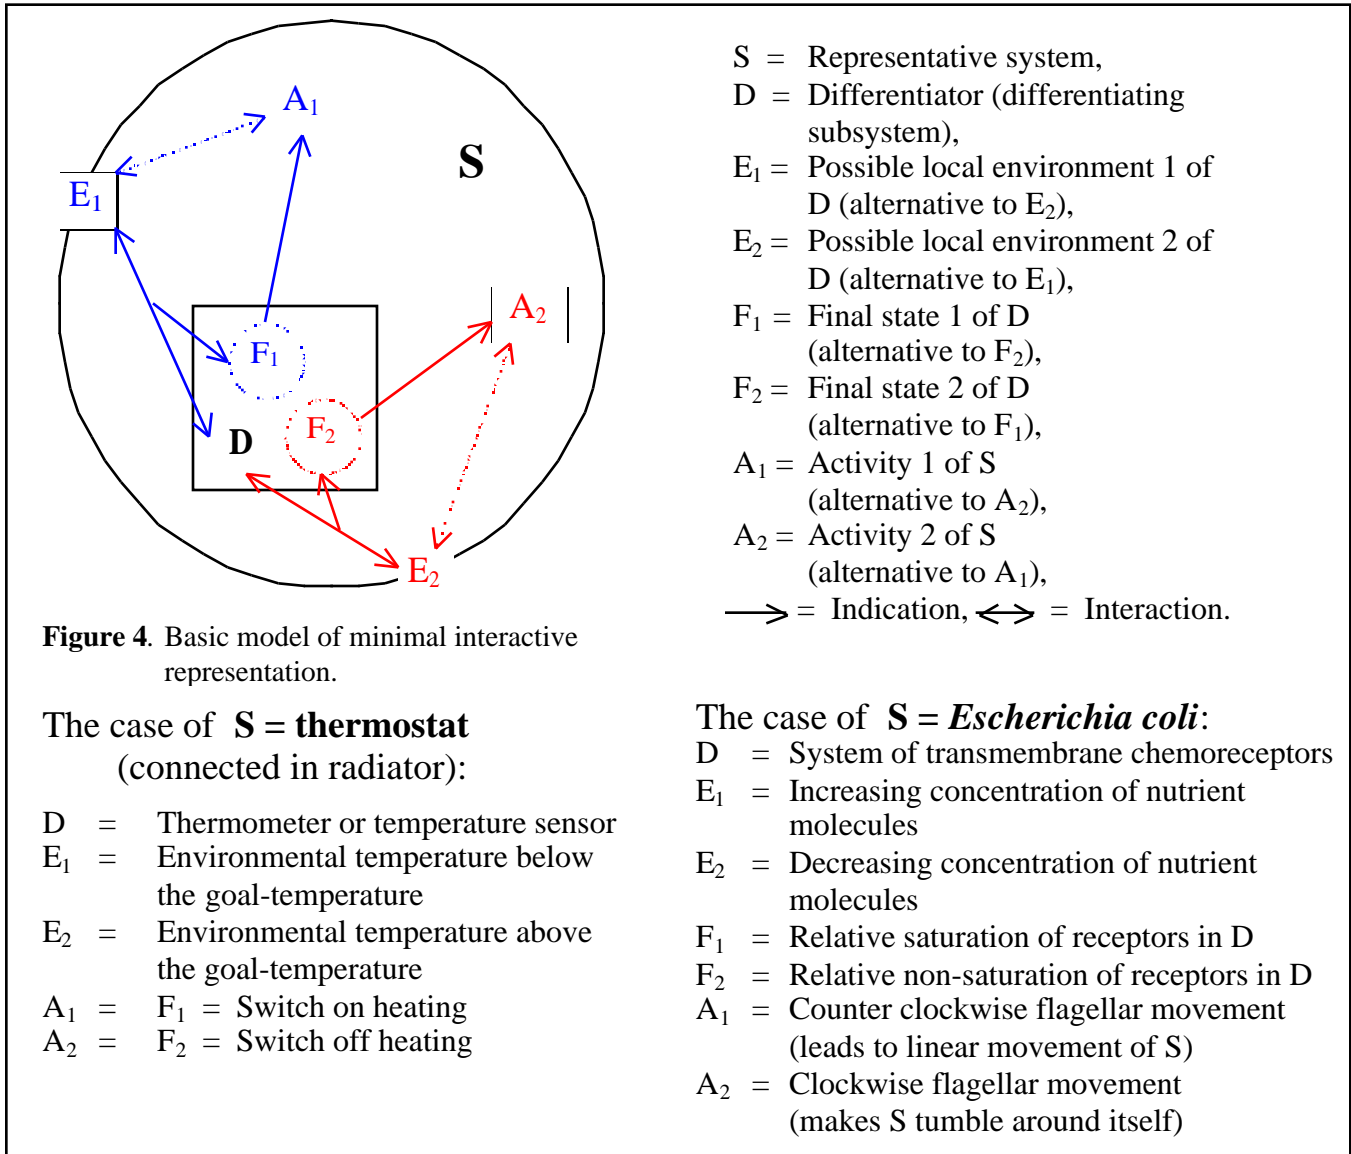 A₁
S
E₁
A₂
F₁
F₂
D
E₂
Figure 4. Basic model of minimal interactive
representation.
S = Representative system,
D = Differentiator (differentiating
subsystem),
E₁ = Possible local environment 1 of
D (alternative to E₂),
E₂ = Possible local environment 2 of
D (alternative to E₁),
F₁ = Final state 1 of D
(alternative to F₂),
F₂ = Final state 2 of D
(alternative to F₁),
A₁ = Activity 1 of S
(alternative to A₂),
A₂ = Activity 2 of S
(alternative to A₁),
= Indication, = Interaction.
The case of S = thermostat
(connected in radiator):
D = Thermometer or temperature sensor
E₁ = Environmental temperature below
the goal-temperature
E₂ = Environmental temperature above
the goal-temperature
A₁ = F₁ = Switch on heating
A₂ = F₂ = Switch off heating
The case of S = Escherichia coli:
D = System of transmembrane chemoreceptors
E₁ = Increasing concentration of nutrient
molecules
E₂ = Decreasing concentration of nutrient
molecules
F₁ = Relative saturation of receptors in D
F₂ = Relative non-saturation of receptors in D
A₁ = Counter clockwise flagellar movement
(leads to linear movement of S)
A₂ = Clockwise flagellar movement
(makes S tumble around itself)